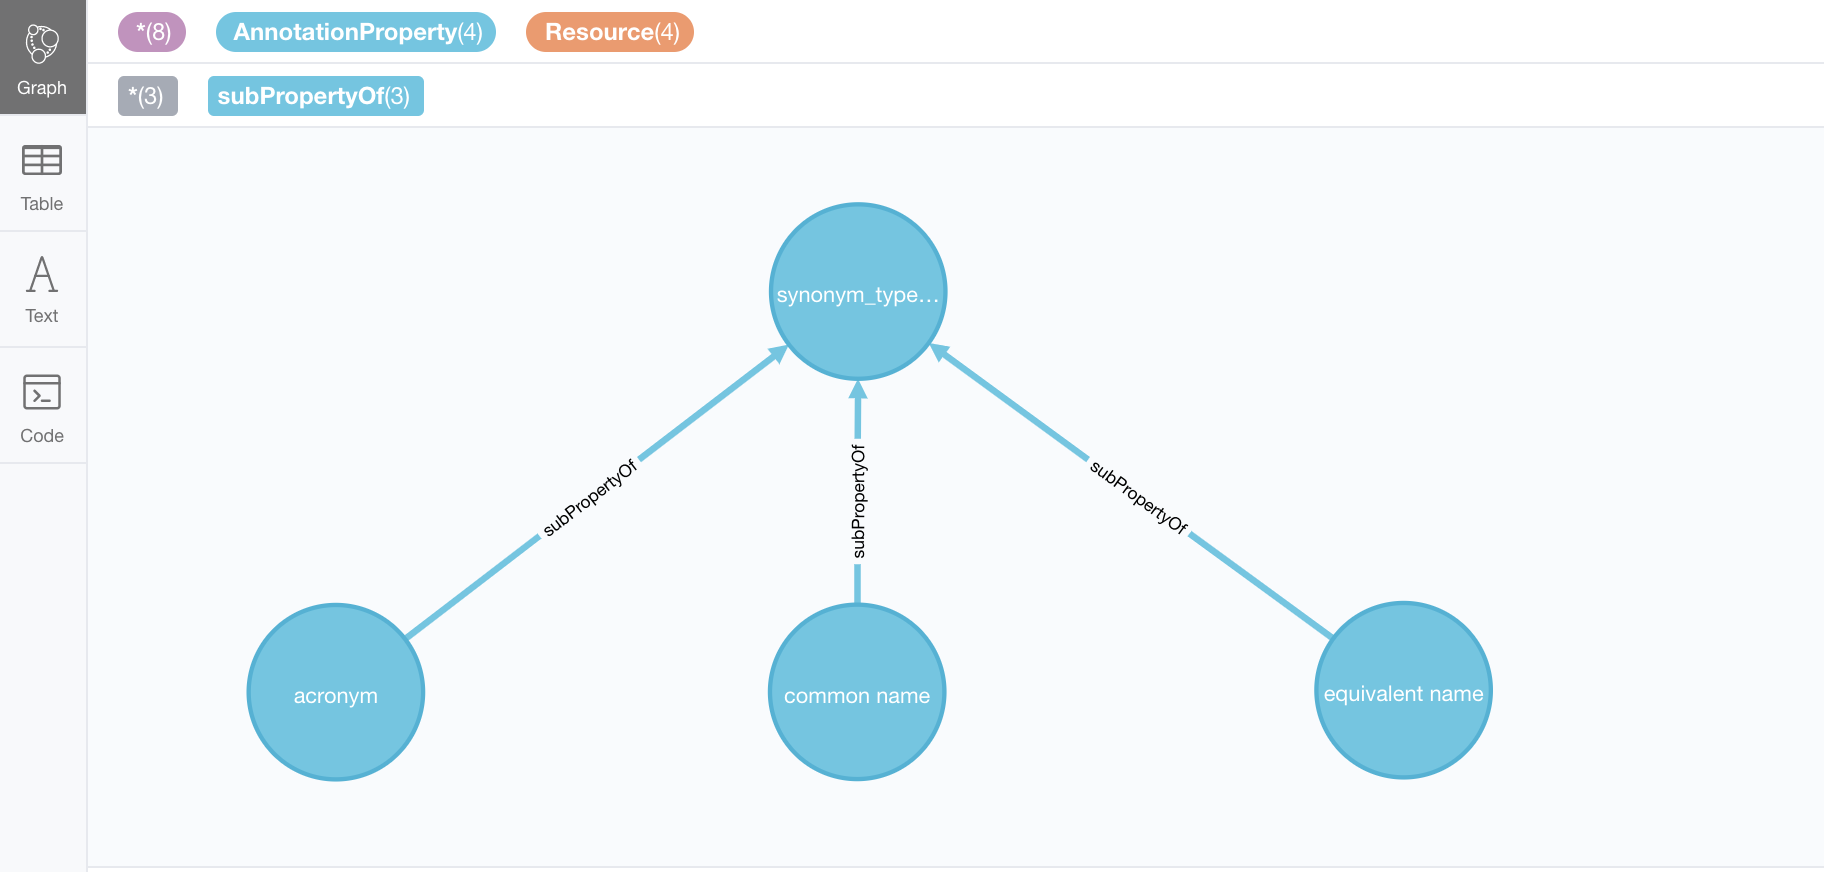 *(8) AnnotationProperty(4) Resource(4)
*(3) subPropertyOf(3)
Graph
Table
Text
Code
synonym_type...
subPropertyOf
subPropertyOf
subPropertyOf
acronym
common name
equivalent name